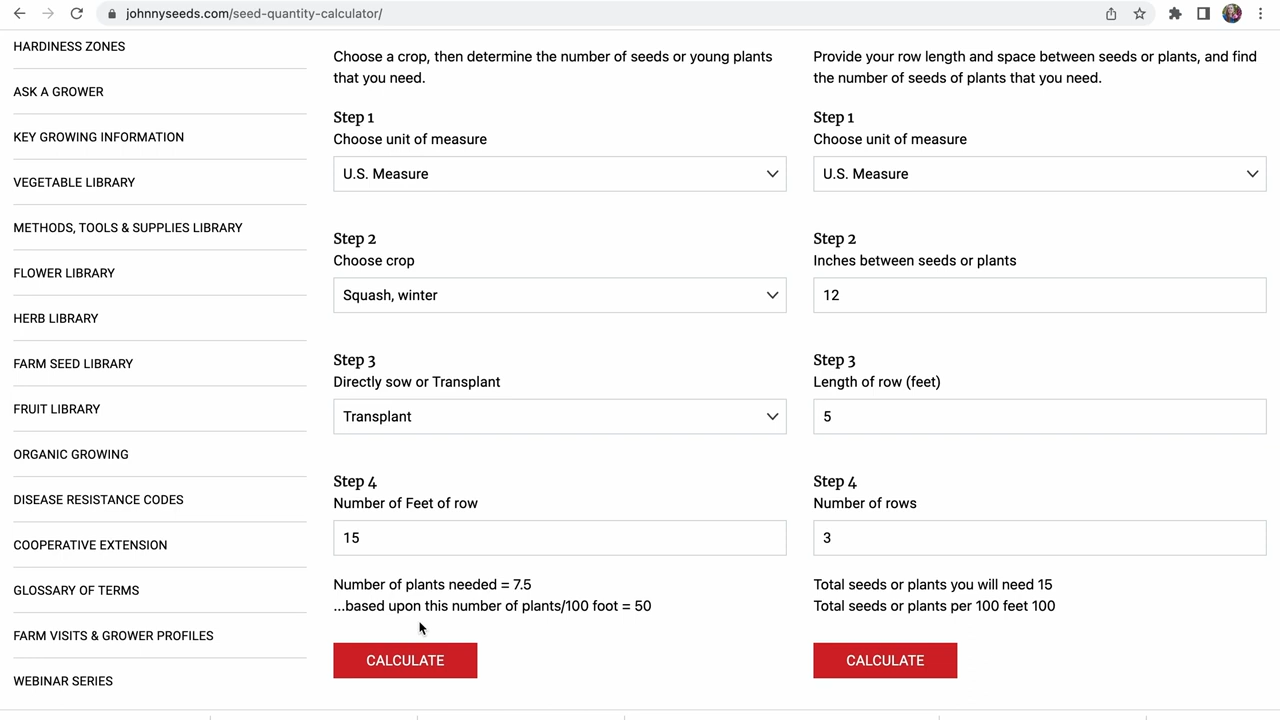 johnnyseeds.com/seed-quantity-calculator/
HARDINESS ZONES
ASK A GROWER
KEY GROWING INFORMATION
VEGETABLE LIBRARY
METHODS, TOOLS & SUPPLIES LIBRARY
FLOWER LIBRARY
HERB LIBRARY
FARM SEED LIBRARY
FRUIT LIBRARY
ORGANIC GROWING
DISEASE RESISTANCE CODES
COOPERATIVE EXTENSION
GLOSSARY OF TERMS
FARM VISITS & GROWER PROFILES
WEBINAR SERIES
Choose a crop, then determine the number of seeds or young plants
that you need.
Step 1
Choose unit of measure
U.S. Measure
Step 2
Choose crop
Squash, winter
Step 3
Directly sow or Transplant
Transplant
Step 4
Number of Feet of row
15
Number of plants needed = 7.5
...based upon this number of plants/100 foot = 50
CALCULATE
Provide your row length and space between seeds or plants, and find
the number of seeds of plants that you need.
Step 1
Choose unit of measure
U.S. Measure
Step 2
Inches between seeds or plants
12
Step 3
Length of row (feet)
5
Step 4
Number of rows
3
Total seeds or plants you will need 15
Total seeds or plants per 100 feet 100
CALCULATE